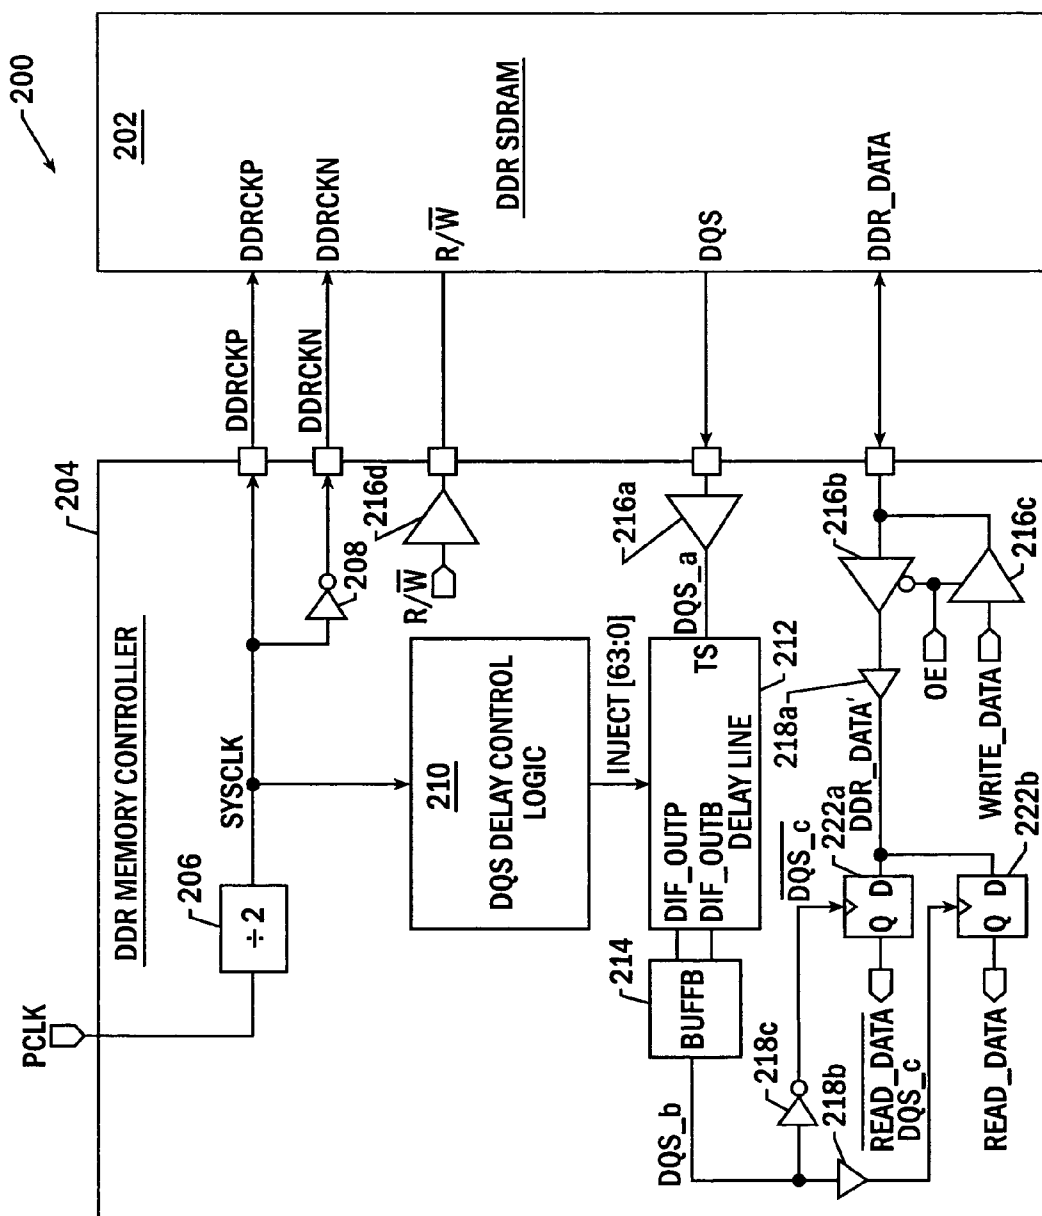 200
202
DDR SDRAM
DDRCKP
DDRCKN
R/W̅
DQS
DDR_DATA
DDRCKP
DDRCKN
204
DDR MEMORY CONTROLLER
PCLK
206
÷2
SYSCLK
208
R/W̅
216d
210
DQS DELAY CONTROL
LOGIC
INJECT [63:0]
216a
DQS_a
TS
DIF_OUTP
DIF_OUTB
DELAY LINE
212
214
BUFFB
DQS_b
218c
218b
218a
216b
216c
OE
WRITE_DATA
DDR_DATA'
D̅Q̅S̅_̅c̅
222a
D
Q
222b
D
Q
R̅E̅A̅D̅_̅D̅A̅T̅A̅
DQS_c
READ_DATA